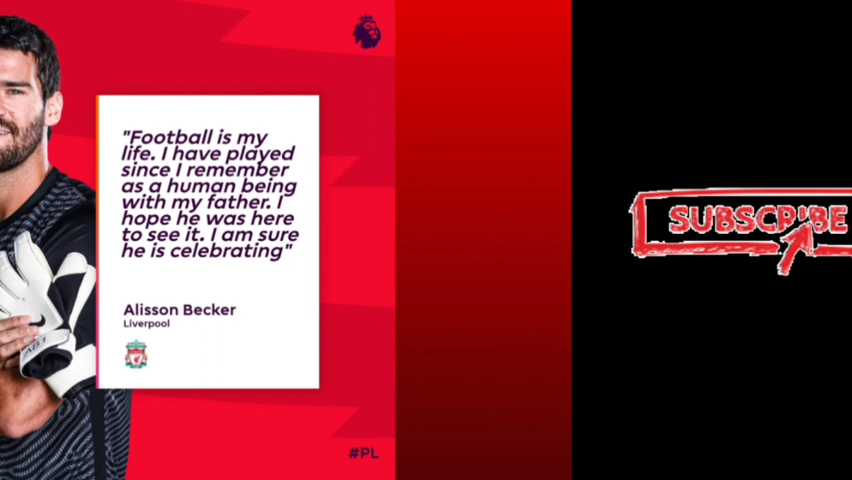 "Football is my
life. I have played
since I remember
as a human being
with my father. I
hope he was here
to see it. I am sure
he is celebrating"
Alisson Becker
Liverpool
#PL
SUBSCRIBE